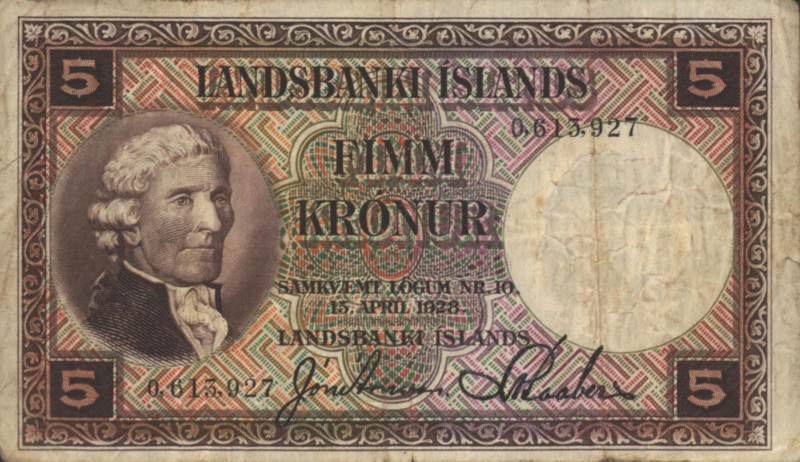 5 5
LANDSBANKI ÍSLANDS
0,613,927
FIMM
KRÓNUR
SAMKVÆMT LÖGUM NR. 10.
15. APRÍL 1928.
LANDSBANKI ÍSLANDS
0,613,927
5 5